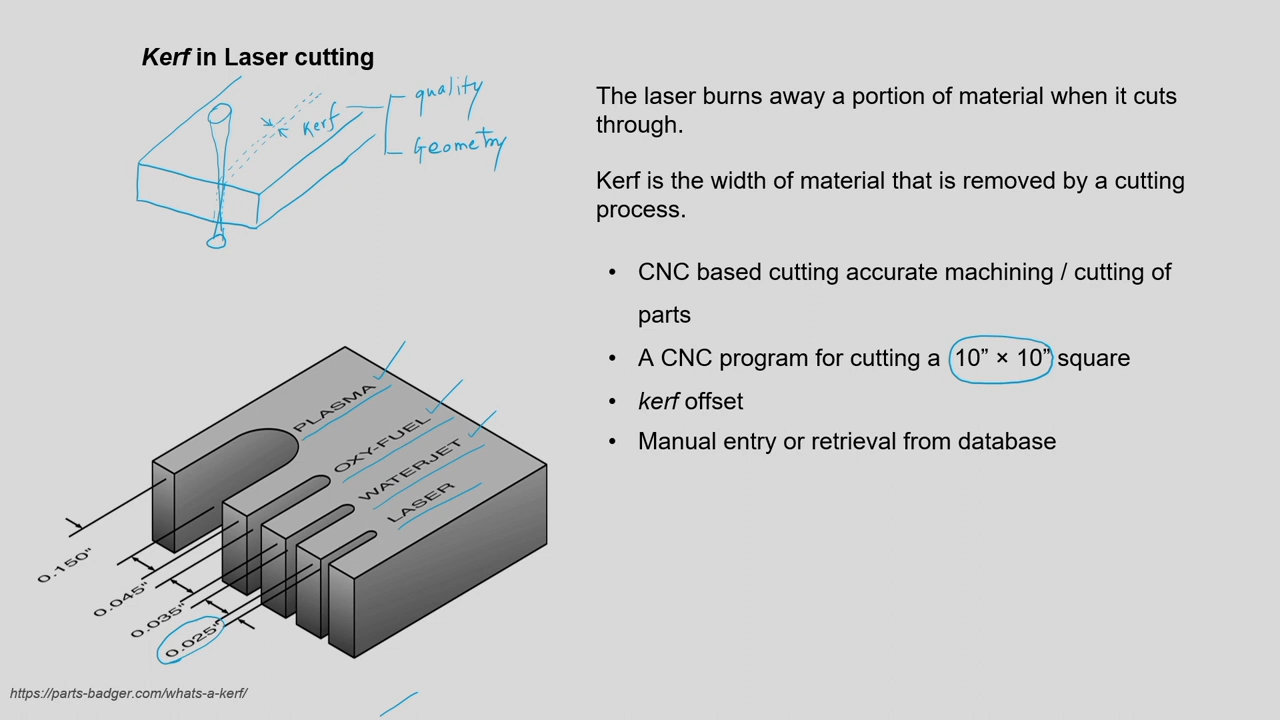 Kerf in Laser cutting
quality
Kerf
Geometry
The laser burns away a portion of material when it cuts
through.
Kerf is the width of material that is removed by a cutting
process.
• CNC based cutting accurate machining / cutting of
parts
• A CNC program for cutting a 10” × 10” square
• kerf offset
• Manual entry or retrieval from database
PLASMA
OXY-FUEL
WATERJET
LASER
0.150"
0.045"
0.035"
0.025"
https://parts-badger.com/whats-a-kerf/